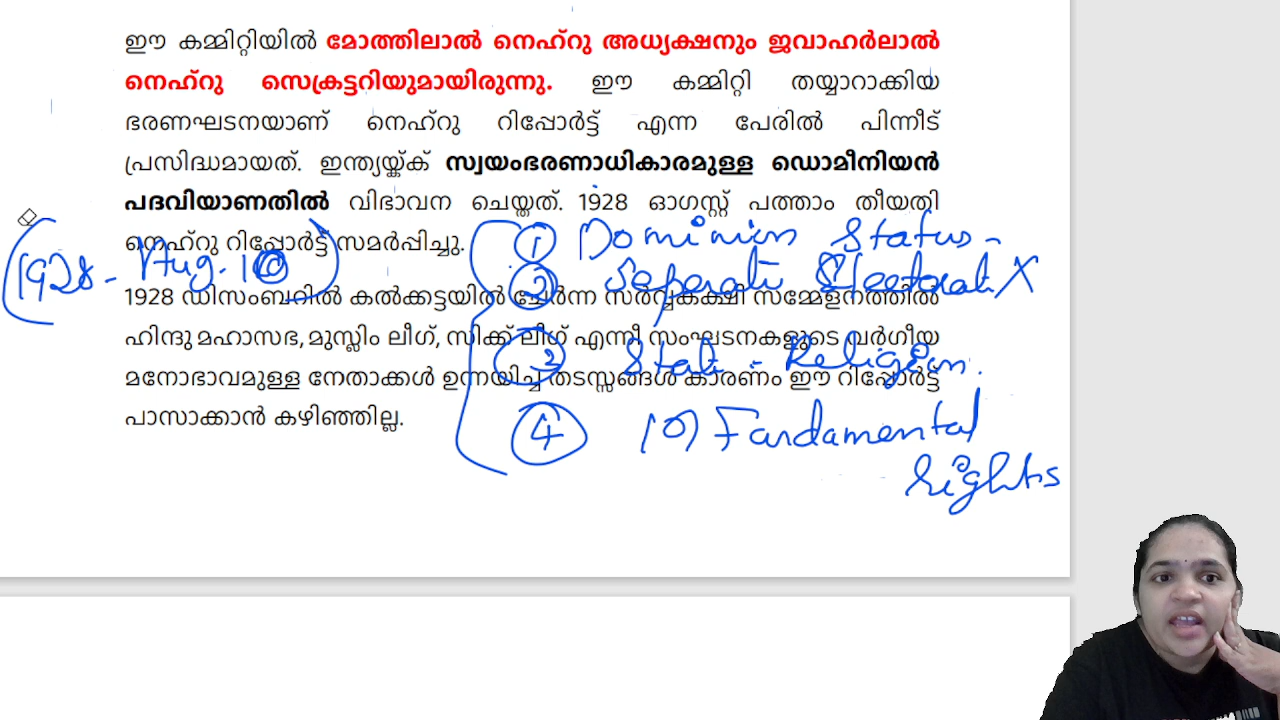 ഈ കമ്മിറ്റിയിൽ മോത്തിലാൽ നെഹ്റു അധ്യക്ഷനും ജവാഹർലാൽ
നെഹ്റു സെക്രട്ടറിയുമായിരുന്നു. ഈ കമ്മിറ്റി തയ്യാറാക്കിയ
ഭരണഘടനയാണ് നെഹ്റു റിപ്പോർട്ട് എന്ന പേരിൽ പിന്നീട്
പ്രസിദ്ധമായത്. ഇന്ത്യയ്ക്ക് സ്വയംഭരണാധികാരമുള്ള ഡൊമീനിയൻ
പദവിയാണതിൽ വിഭാവന ചെയ്തത്. 1928 ഓഗസ്റ്റ് പത്താം തീയതി
നെഹ്റു റിപ്പോർട്ട് സമർപ്പിച്ചു.
1928 ഡിസംബറിൽ കൽക്കട്ടയിൽ ചേർന്ന സർവ്വകക്ഷി സമ്മേളനത്തിൽ
ഹിന്ദു മഹാസഭ, മുസ്ലിം ലീഗ്, സിക്ക് ലീഗ് എന്നീ സംഘടനകളുടെ വർഗീയ
മനോഭാവമുള്ള നേതാക്കൾ ഉന്നയിച്ച തടസ്സങ്ങൾ കാരണം ഈ റിപ്പോർട്ട്
പാസാക്കാൻ കഴിഞ്ഞില്ല.
(1928 - Aug. 10)
① Dominion Status -
② Separate Electorate X
③ State - Religion.
④ 10) Fundamental
rights